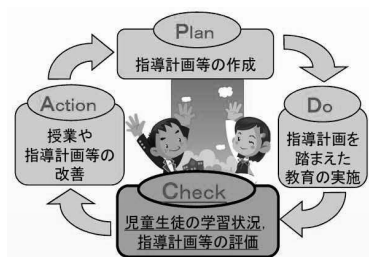 Plan
指導計画等の作成
Do
指導計画を
踏まえた
教育の実施
Check
児童生徒の学習状況,
指導計画等の評価
Action
授業や
指導計画等の
改善